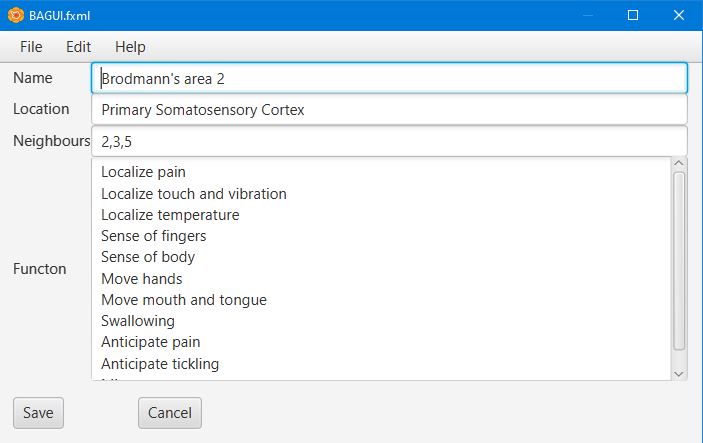 BAGUI.fxml
File Edit Help
Name Brodmann's area 2
Location Primary Somatosensory Cortex
Neighbours 2,3,5
Functon
Localize pain
Localize touch and vibration
Localize temperature
Sense of fingers
Sense of body
Move hands
Move mouth and tongue
Swallowing
Anticipate pain
Anticipate tickling
Save Cancel